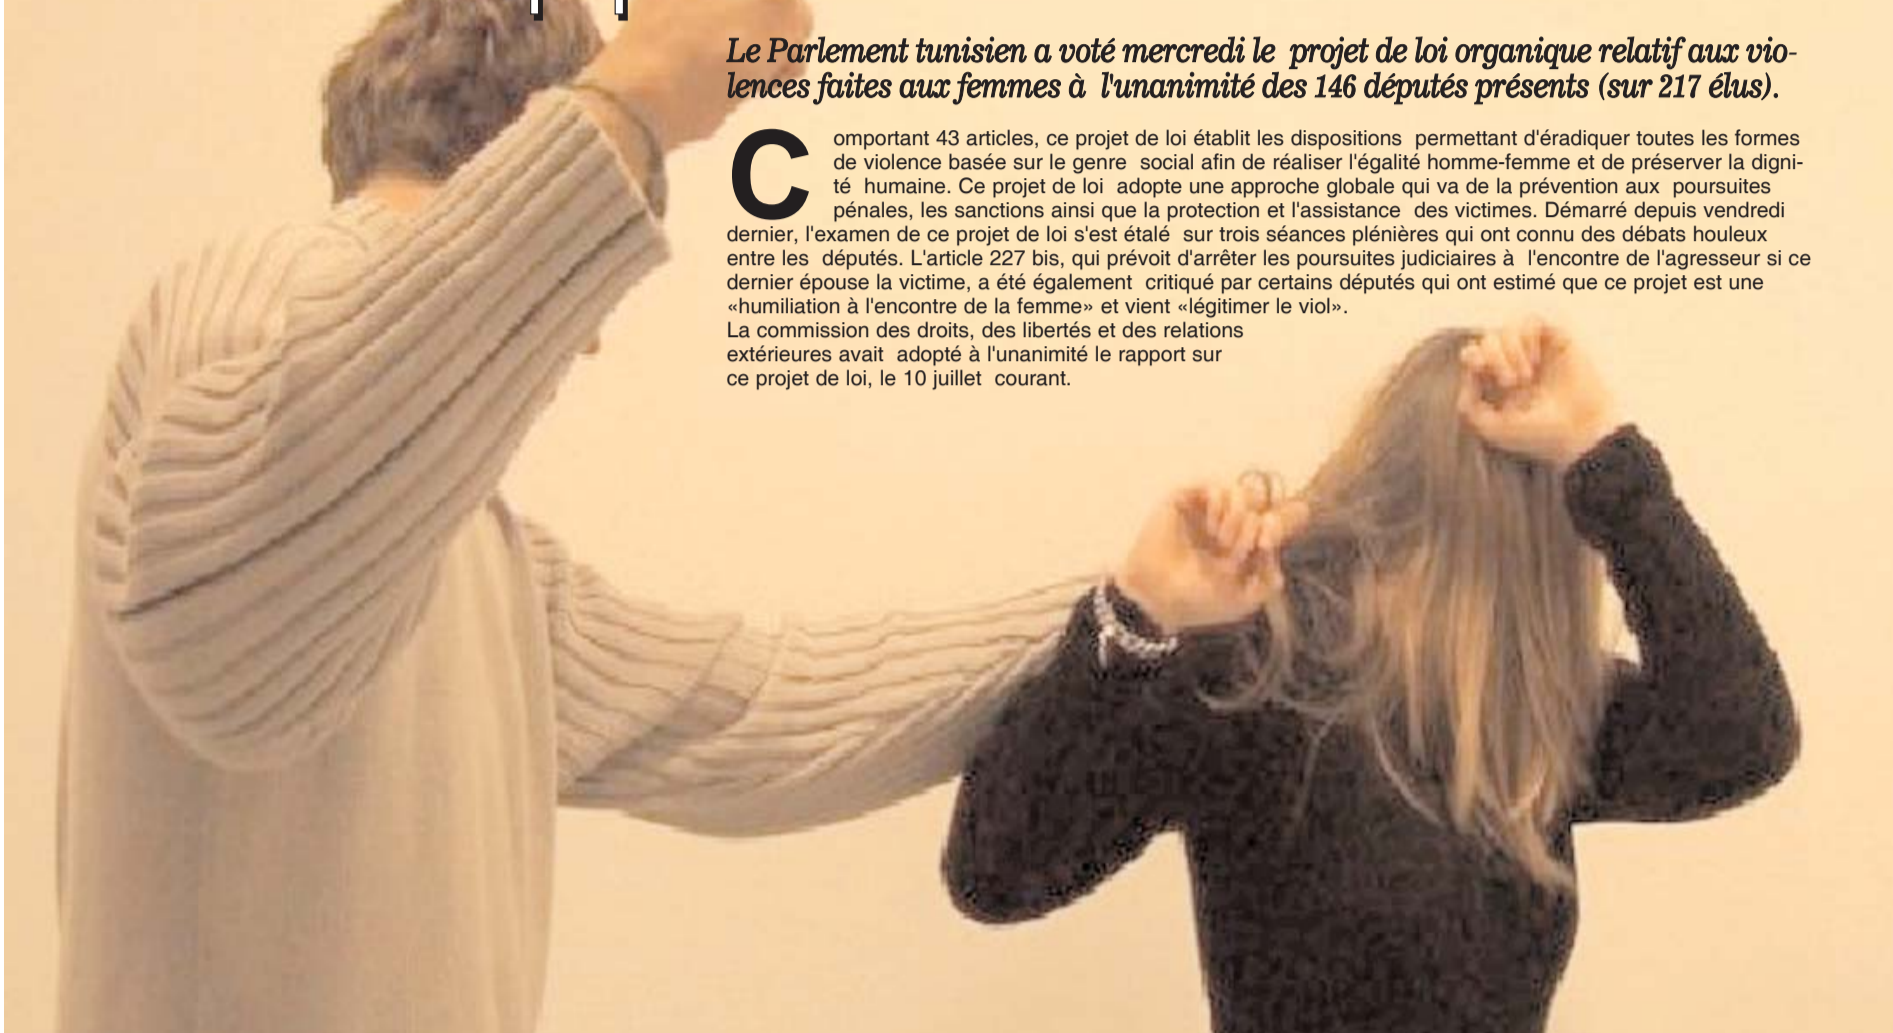 Le Parlement tunisien a voté mercredi le projet de loi organique relatif aux vio-
lences faites aux femmes à l'unanimité des 146 députés présents (sur 217 élus).
Comportant 43 articles, ce projet de loi établit les dispositions permettant d'éradiquer toutes les formes
de violence basée sur le genre social afin de réaliser l'égalité homme-femme et de préserver la digni-
té humaine. Ce projet de loi adopte une approche globale qui va de la prévention aux poursuites
pénales, les sanctions ainsi que la protection et l'assistance des victimes. Démarré depuis vendredi
dernier, l'examen de ce projet de loi s'est étalé sur trois séances plénières qui ont connu des débats houleux
entre les députés. L'article 227 bis, qui prévoit d'arrêter les poursuites judiciaires à l'encontre de l'agresseur si ce
dernier épouse la victime, a été également critiqué par certains députés qui ont estimé que ce projet est une
«humiliation à l'encontre de la femme» et vient «légitimer le viol».
La commission des droits, des libertés et des relations
extérieures avait adopté à l'unanimité le rapport sur
ce projet de loi, le 10 juillet courant.